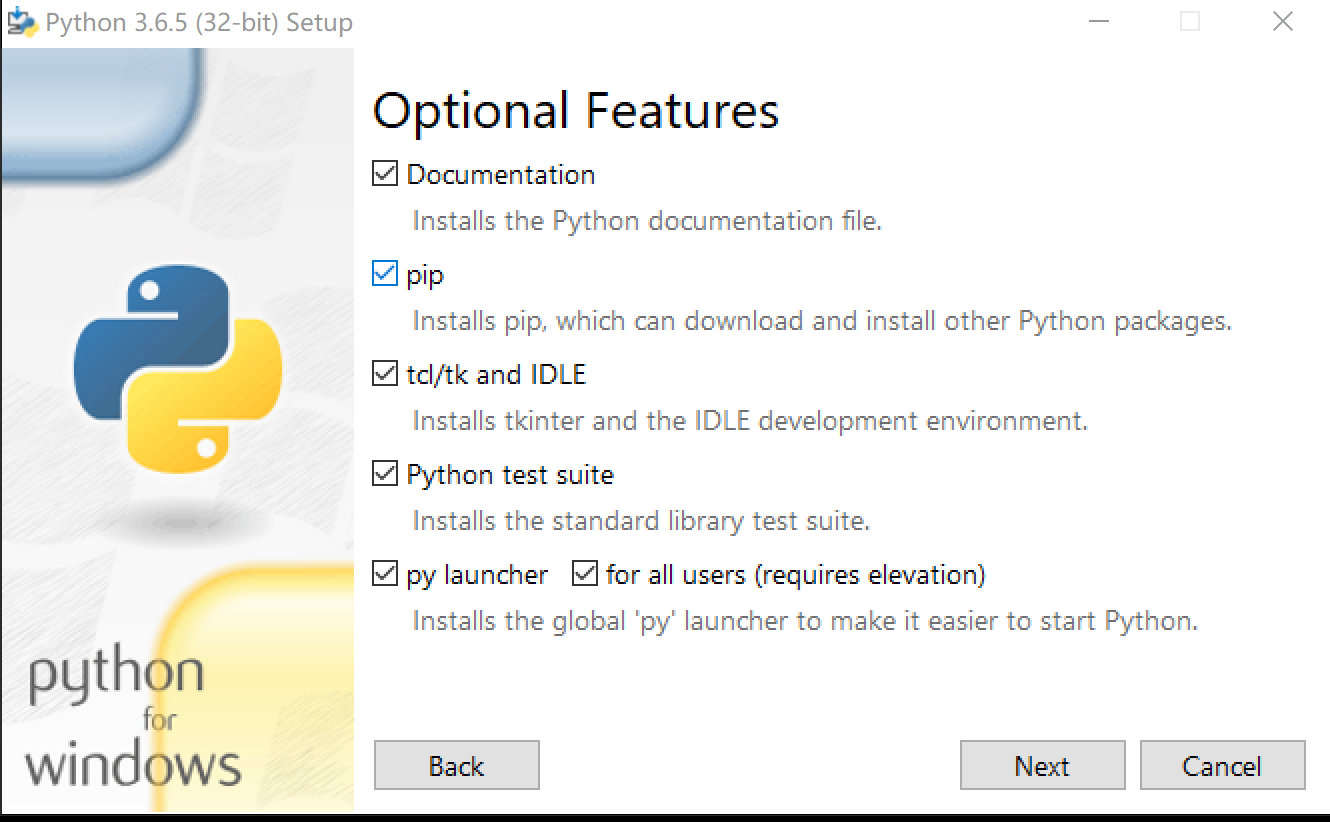 Python 3.6.5 (32-bit) Setup
Optional Features
Documentation
Installs the Python documentation file.
pip
Installs pip, which can download and install other Python packages.
tcl/tk and IDLE
Installs tkinter and the IDLE development environment.
Python test suite
Installs the standard library test suite.
py launcher for all users (requires elevation)
Installs the global 'py' launcher to make it easier to start Python.
python
for
windows
Back Next Cancel